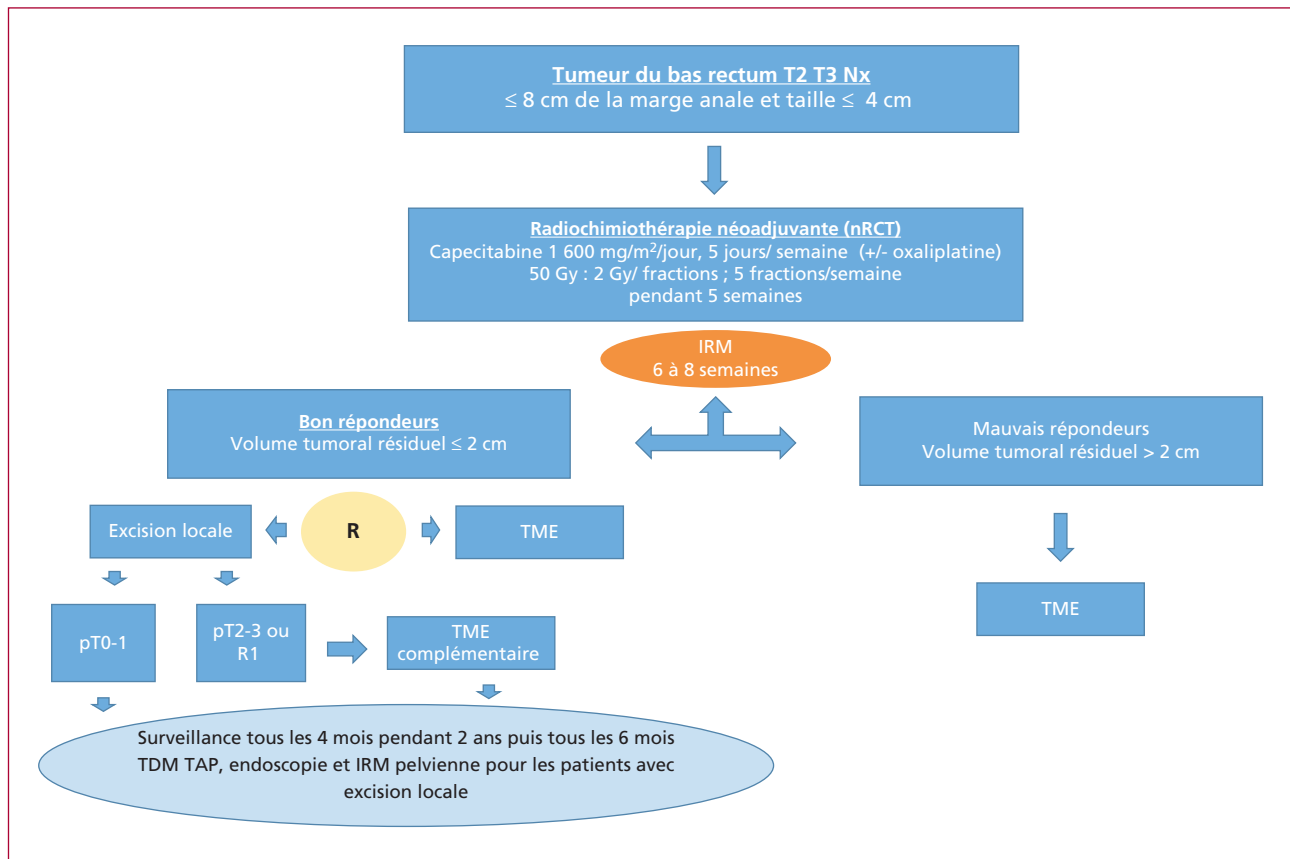 Tumeur du bas rectum T2 T3 Nx
≤ 8 cm de la marge anale et taille ≤ 4 cm
Radiochimiothérapie néoadjuvante (nRCT)
Capecitabine 1 600 mg/m²/jour, 5 jours/ semaine (+/- oxaliplatine)
50 Gy : 2 Gy/ fractions ; 5 fractions/semaine
pendant 5 semaines
IRM
6 à 8 semaines
Bon répondeurs
Volume tumoral résiduel ≤ 2 cm
Mauvais répondeurs
Volume tumoral résiduel > 2 cm
Excision locale
R
TME
TME
pT0-1
pT2-3 ou
R1
TME
complémentaire
Surveillance tous les 4 mois pendant 2 ans puis tous les 6 mois
TDM TAP, endoscopie et IRM pelvienne pour les patients avec
excision locale